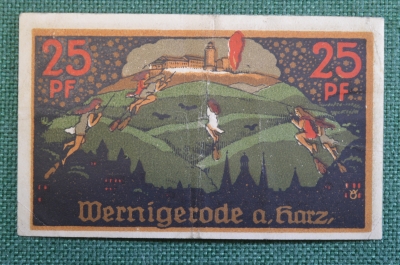 25 25
PF PF
Wernigerode a. Harz,